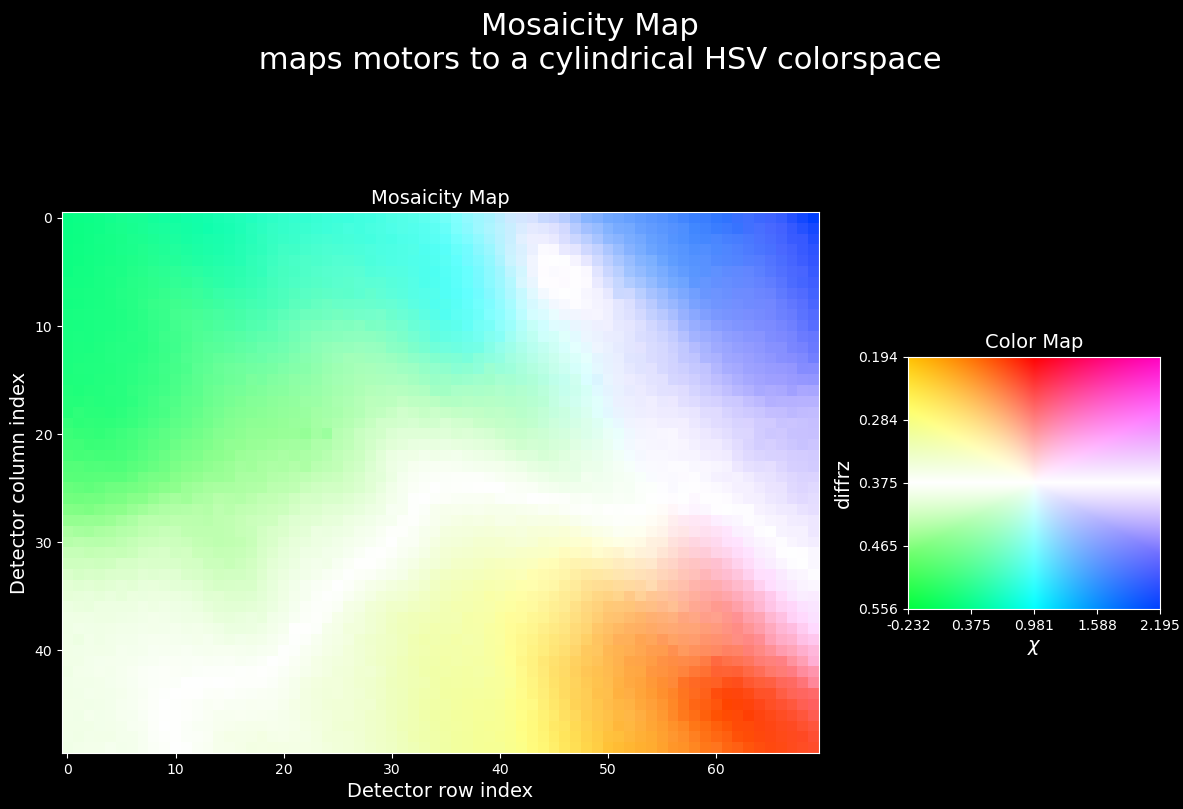 Mosaicity Map
maps motors to a cylindrical HSV colorspace
Mosaicity Map
0
10
20
30
40
Detector column index
0 10 20 30 40 50 60
Detector row index
Color Map
0.194
0.284
0.375
0.465
0.556
diffrz
-0.232 0.375 0.981 1.588 2.195
χ